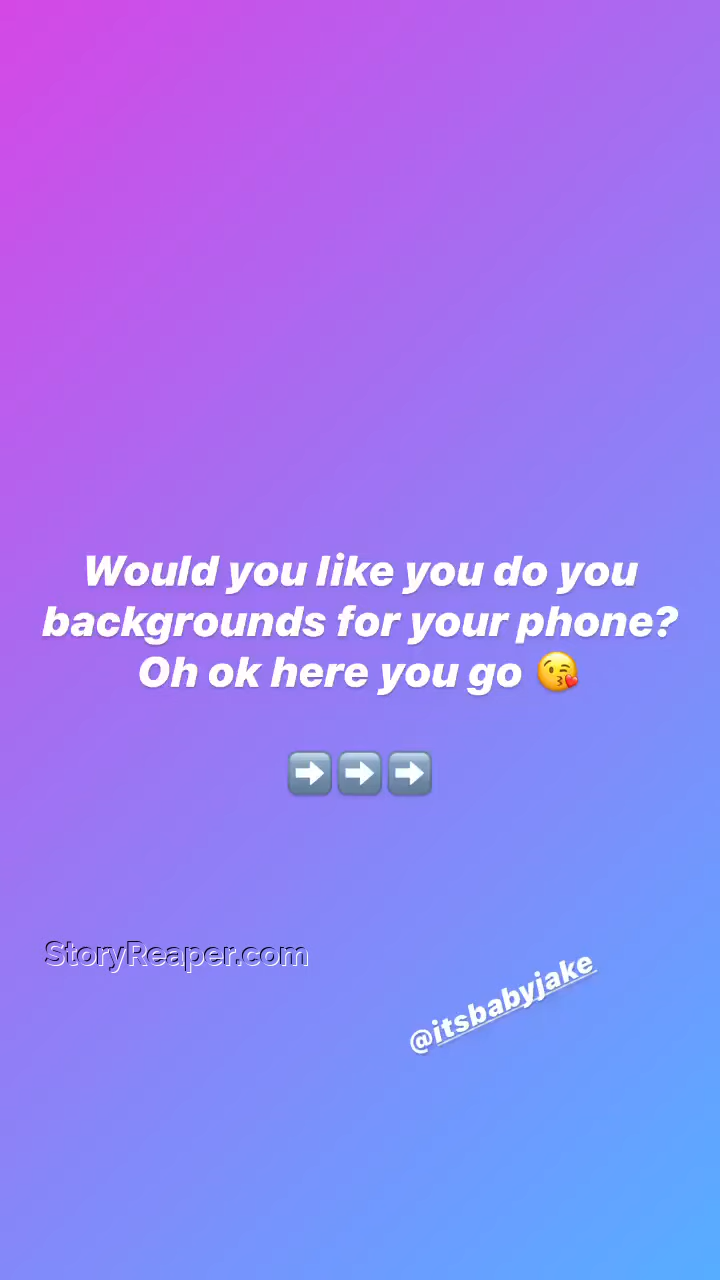 Would you like you do you
backgrounds for your phone?
Oh ok here you go 😘
➡️➡️➡️
StoryReaper.com
@itsbabyjake